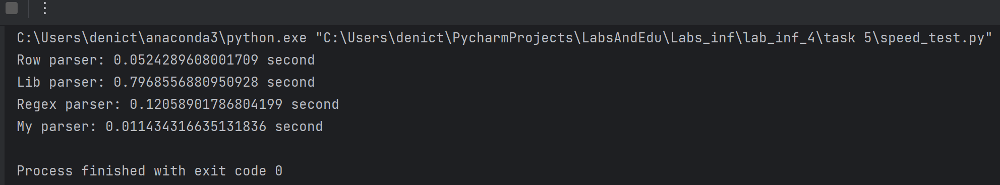 C:\Users\denict\anaconda3\python.exe "C:\Users\denict\PycharmProjects\LabsAndEdu\Labs_inf\lab_inf_4\task 5\speed_test.py"
Row parser: 0.0524289608001709 second
Lib parser: 0.7968556880950928 second
Regex parser: 0.12058901786804199 second
My parser: 0.011434316635131836 second
Process finished with exit code 0